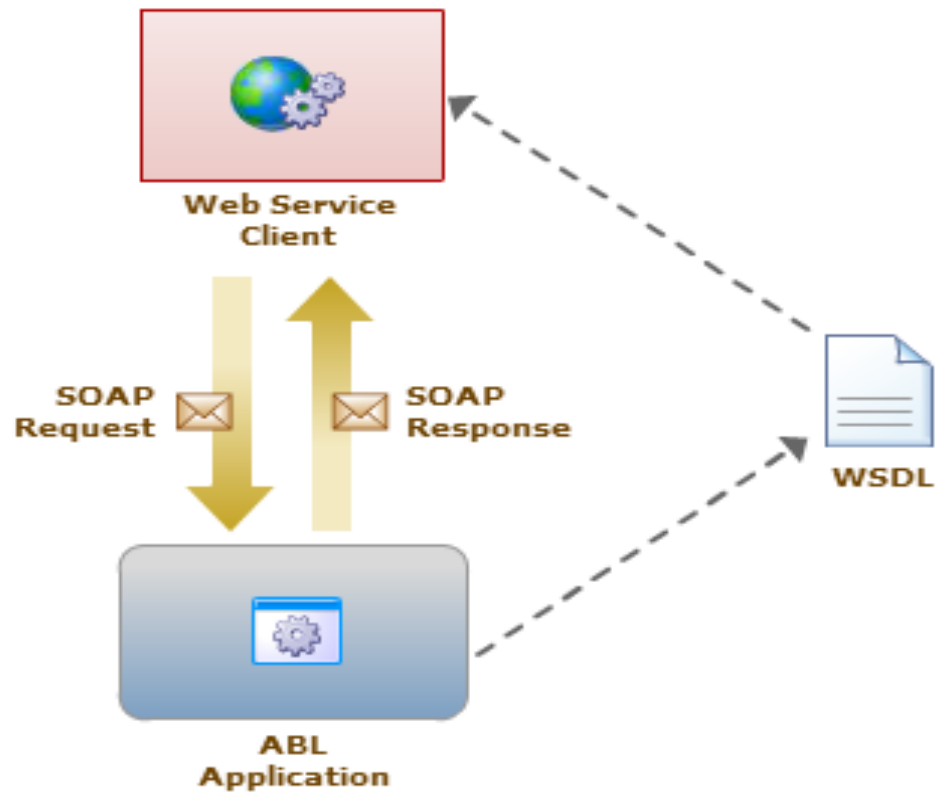 Web Service
Client
SOAP
Request
SOAP
Response
WSDL
ABL
Application